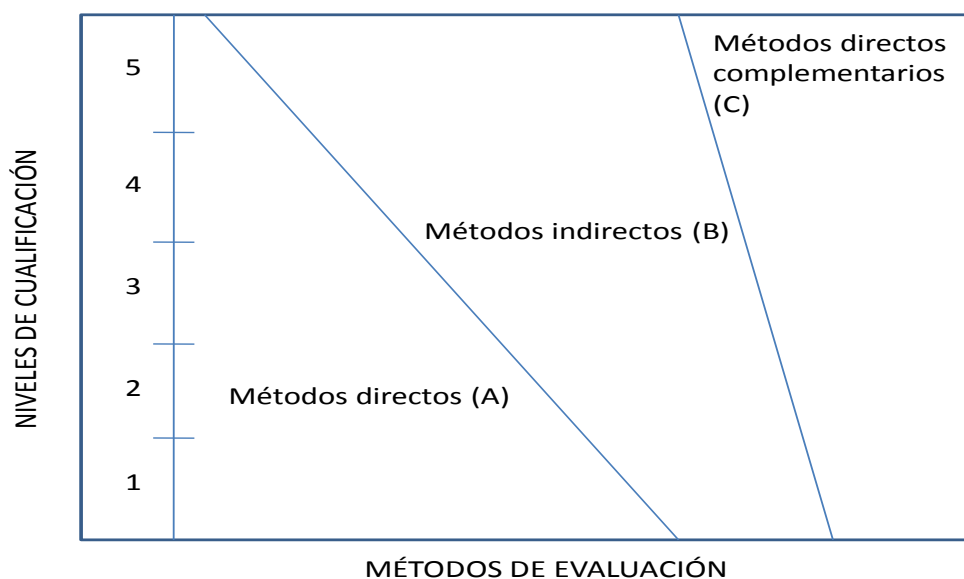 Métodos directos
complementarios
(C)
5
4
Métodos indirectos (B)
3
2
Métodos directos (A)
1
NIVELES DE CUALIFICACIÓN
MÉTODOS DE EVALUACIÓN